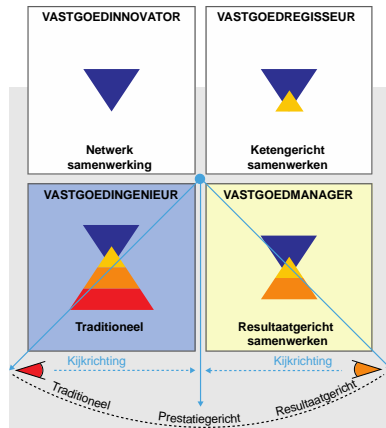 VASTGOEDINNOVATOR
VASTGOEDREGISSEUR
Netwerk
samenwerking
Ketengericht
samenwerken
VASTGOEDINGENIEUR
VASTGOEDMANAGER
Traditioneel
Resultaatgericht
samenwerken
Kijkrichting
Kijkrichting
Traditioneel
Prestatiegericht
Resultaatgericht